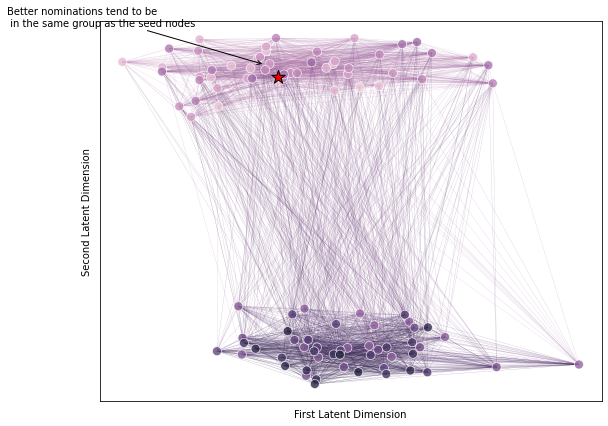 Better nominations tend to be
in the same group as the seed nodes
Second Latent Dimension
First Latent Dimension